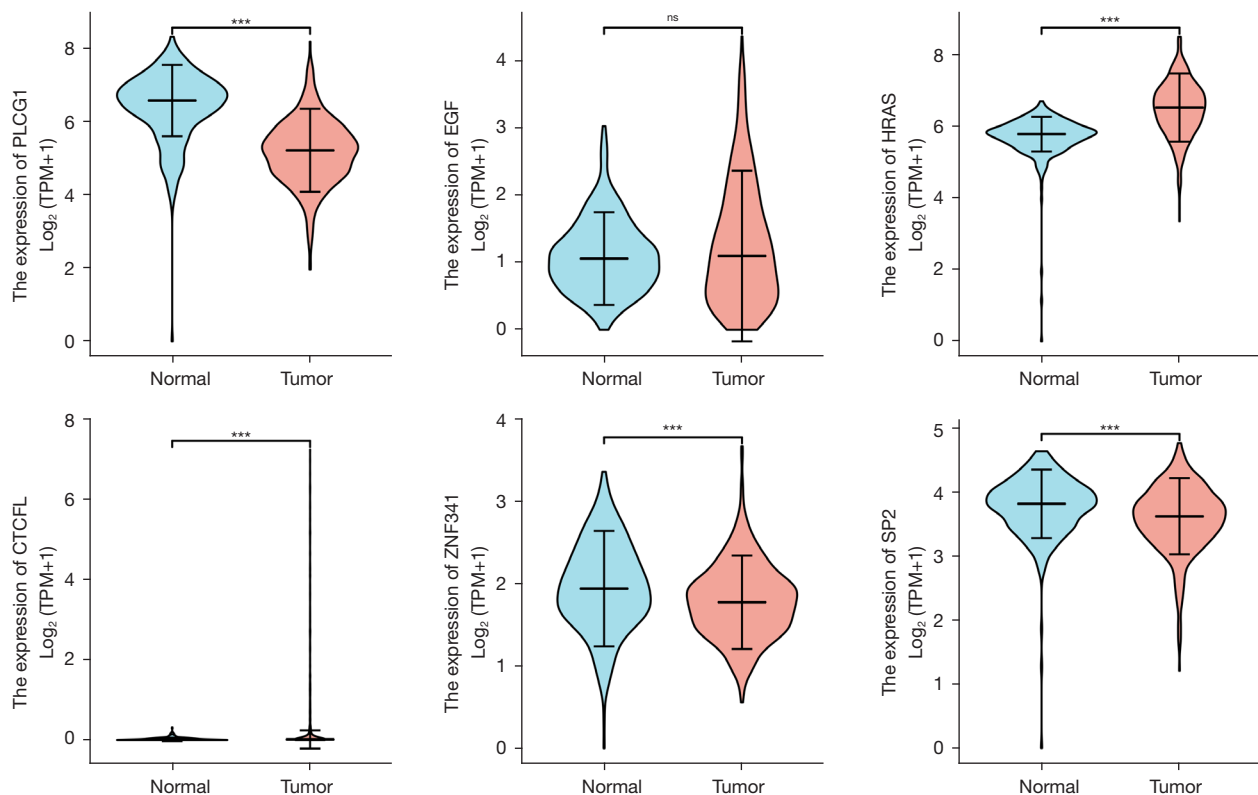 The expression of PLCG1
Log₂ (TPM+1)
8
6
4
2
0
***
Normal
Tumor
The expression of EGF
Log₂ (TPM+1)
4
3
2
1
0
ns
Normal
Tumor
The expression of HRAS
Log₂ (TPM+1)
8
6
4
2
0
***
Normal
Tumor
The expression of CTCFL
Log₂ (TPM+1)
8
6
4
2
0
***
Normal
Tumor
The expression of ZNF341
Log₂ (TPM+1)
4
3
2
1
0
***
Normal
Tumor
The expression of SP2
Log₂ (TPM+1)
5
4
3
2
1
0
***
Normal
Tumor